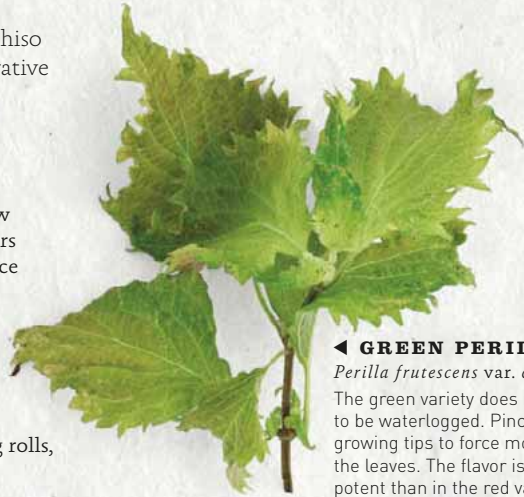 hiso
ative
w
rs
ce
g rolls,
◀ GREEN PERIL
Perilla frutescens var.
The green variety does
to be waterlogged. Pinc
growing tips to force mo
the leaves. The flavor is
potent than in the red va